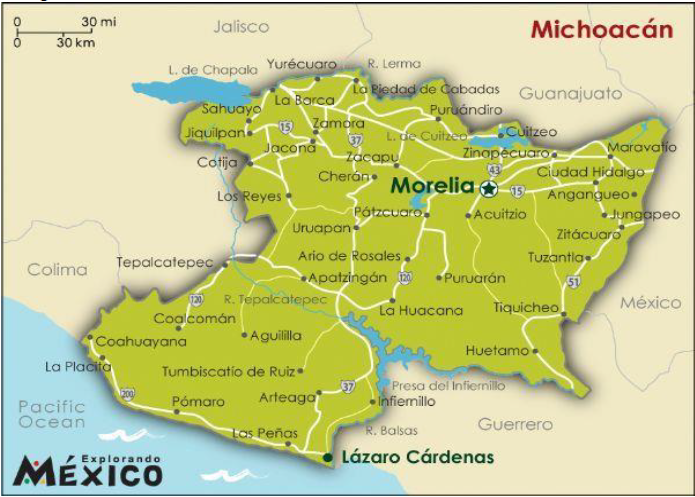 0 30 mi
0 30 km
Jalisco
Michoacán
L. de Chapala
Yurécuaro
R. Lerma
La Barca
La Piedad de Cabadas
Guanajuato
Sahuayo
Puruándiro
Jiquilpan
15
Zamora
37
L. de Cuitzeo
Cuitzeo
Jacona
Zacapu
Zinapécuaro
Maravatío
Cotija
Cherán
43
Ciudad Hidalgo
Morelia
15
Los Reyes
Angangueo
Pátzcuaro
Acuitzio
Jungapeo
Uruapan
Zitácuaro
Tepalcatepec
Ario de Rosales
Tuzantla
Colima
Apatzingán
120
Puruarán
51
120
R. Tepalcatepec
La Huacana
Tiquicheo
México
Coalcomán
Coahuayana
Aguililla
Huetamo
La Placita
Tumbiscatío de Ruiz
37
Presa del Infiernillo
200
Arteaga
Infiernillo
Pacific
Ocean
Pómaro
Guerrero
Las Peñas
R. Balsas
Lázaro Cárdenas
Explorando
MÉXICO